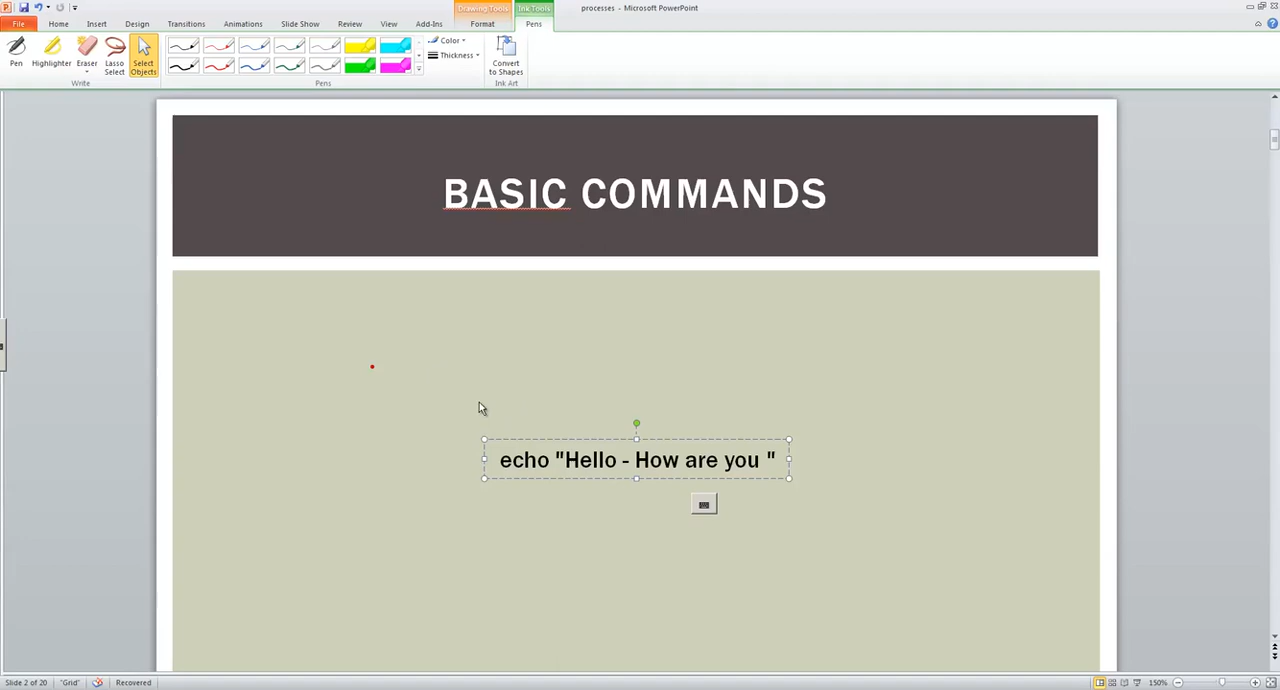 processes - Microsoft PowerPoint
Drawing Tools
Ink Tools
File
Home
Insert
Design
Transitions
Animations
Slide Show
Review
View
Add-Ins
Format
Pens
Pen
Highlighter
Eraser
Lasso
Select
Select
Objects
Color
Thickness
Convert
to Shapes
Write
Pens
Ink Art
BASIC COMMANDS
echo "Hello - How are you "
Slide 2 of 20
"Grid"
Recovered
150%